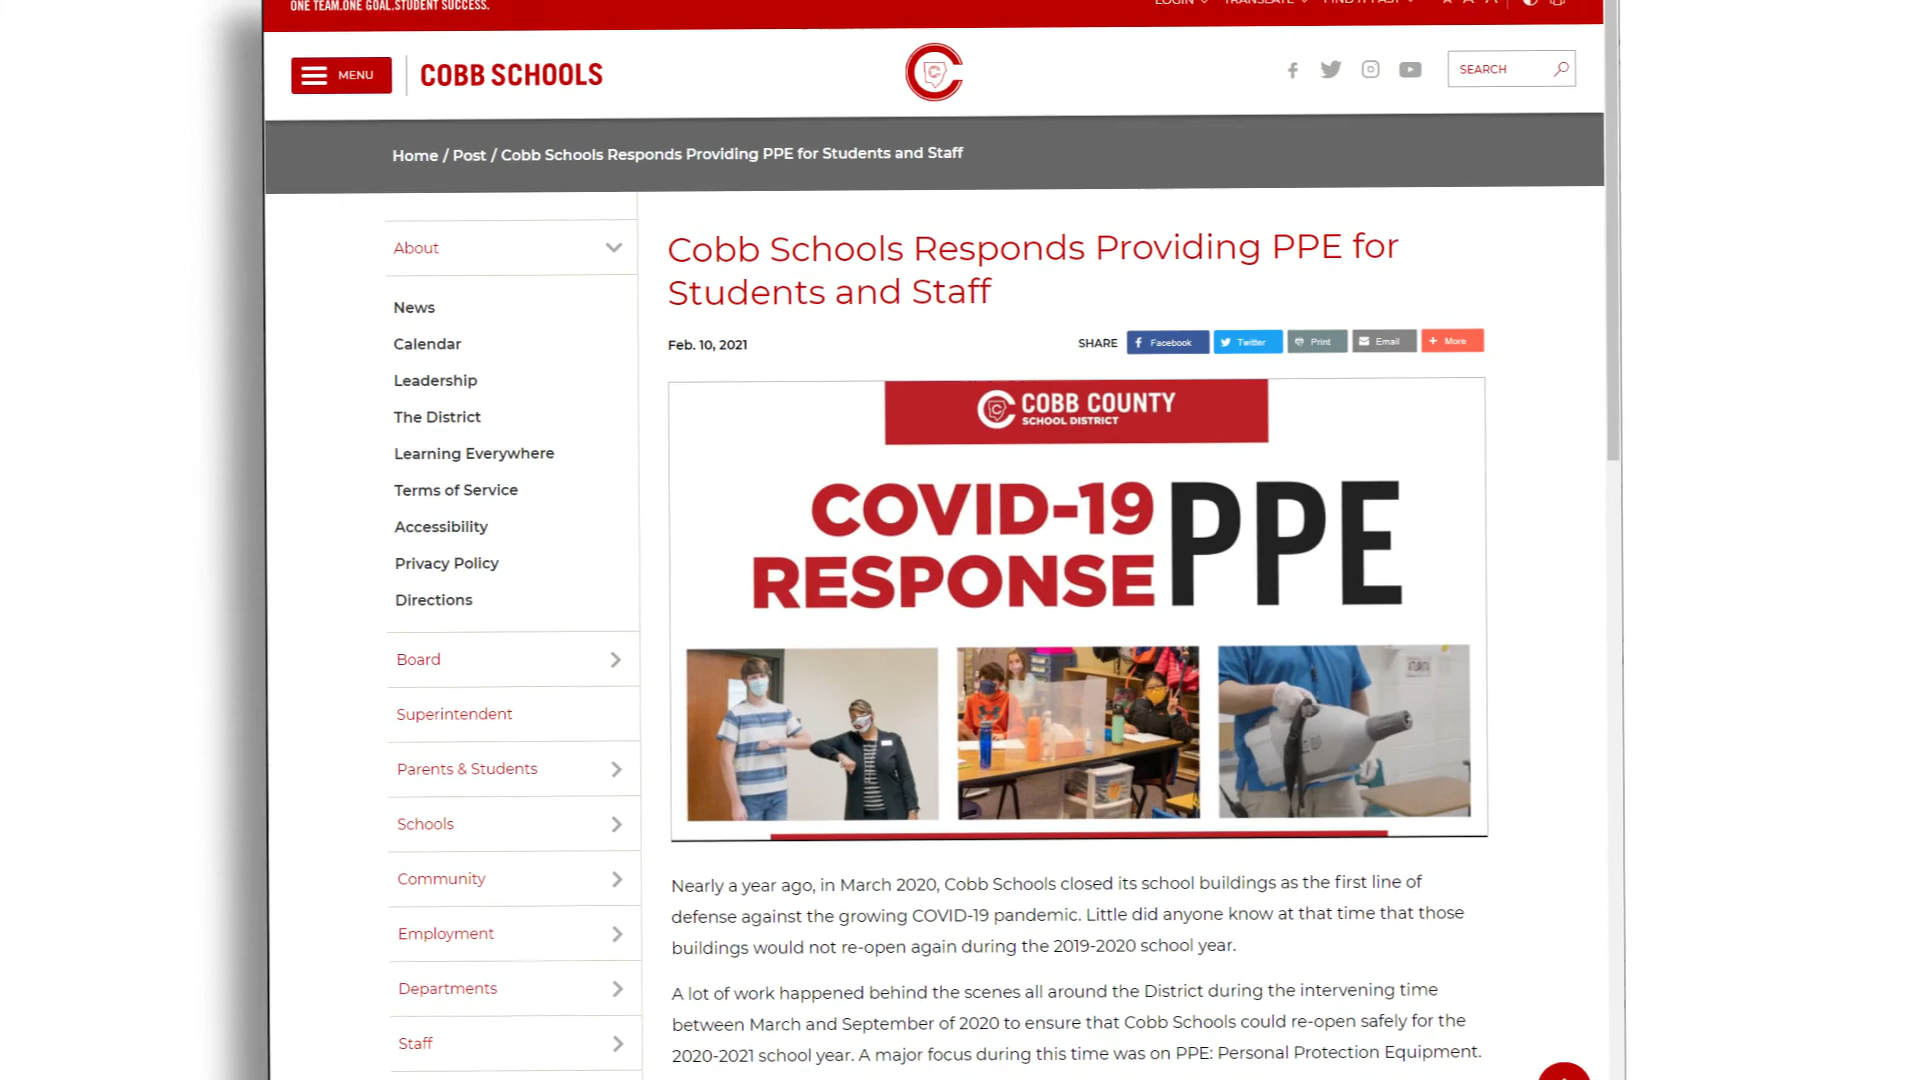 ONE TEAM.ONE GOAL.STUDENT SUCCESS.
LOGIN TRANSLATE FIND IT FAST A A A
MENU COBB SCHOOLS SEARCH
Home / Post / Cobb Schools Responds Providing PPE for Students and Staff
About
News
Calendar
Leadership
The District
Learning Everywhere
Terms of Service
Accessibility
Privacy Policy
Directions
Board
Superintendent
Parents & Students
Schools
Community
Employment
Departments
Staff
Cobb Schools Responds Providing PPE for
Students and Staff
Feb. 10, 2021
SHARE Facebook Twitter Print Email More
COBB COUNTY
SCHOOL DISTRICT
COVID-19
RESPONSE
PPE
ATLANTA
Nearly a year ago, in March 2020, Cobb Schools closed its school buildings as the first line of
defense against the growing COVID-19 pandemic. Little did anyone know at that time that those
buildings would not re-open again during the 2019-2020 school year.
A lot of work happened behind the scenes all around the District during the intervening time
between March and September of 2020 to ensure that Cobb Schools could re-open safely for the
2020-2021 school year. A major focus during this time was on PPE: Personal Protection Equipment.